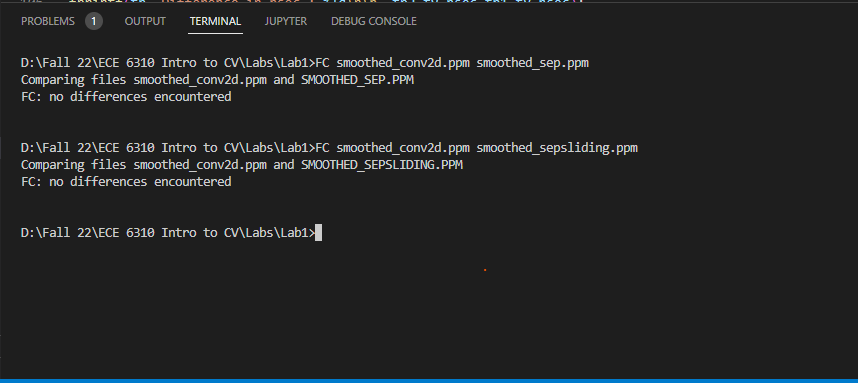 PROBLEMS 1 OUTPUT TERMINAL JUPYTER DEBUG CONSOLE
D:\Fall 22\ECE 6310 Intro to CV\Labs\Lab1>FC smoothed_conv2d.ppm smoothed_sep.ppm
Comparing files smoothed_conv2d.ppm and SMOOTHED_SEP.PPM
FC: no differences encountered
D:\Fall 22\ECE 6310 Intro to CV\Labs\Lab1>FC smoothed_conv2d.ppm smoothed_sepsliding.ppm
Comparing files smoothed_conv2d.ppm and SMOOTHED_SEPSLIDING.PPM
FC: no differences encountered
D:\Fall 22\ECE 6310 Intro to CV\Labs\Lab1>